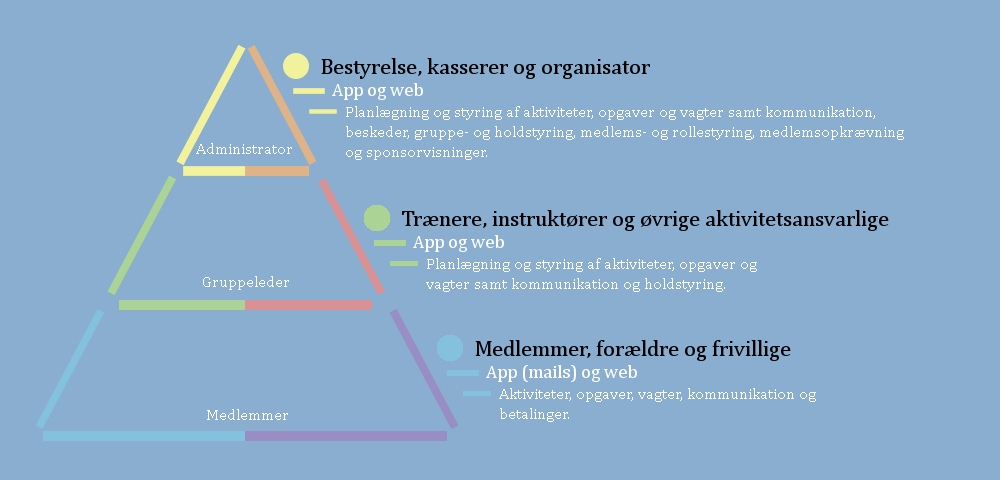 Bestyrelse, kasserer og organisator
App og web
Planlægning og styring af aktiviteter, opgaver og vagter samt kommunikation,
beskeder, gruppe- og holdstyring, medlems- og rollestyring, medlemsopkrævning
og sponsorvisninger.
Administrator
Trænere, instruktører og øvrige aktivitetsansvarlige
App og web
Planlægning og styring af aktiviteter, opgaver og
vagter samt kommunikation og holdstyring.
Gruppeleder
Medlemmer, forældre og frivillige
App (mails) og web
Aktiviteter, opgaver, vagter, kommunikation og
betalinger.
Medlemmer